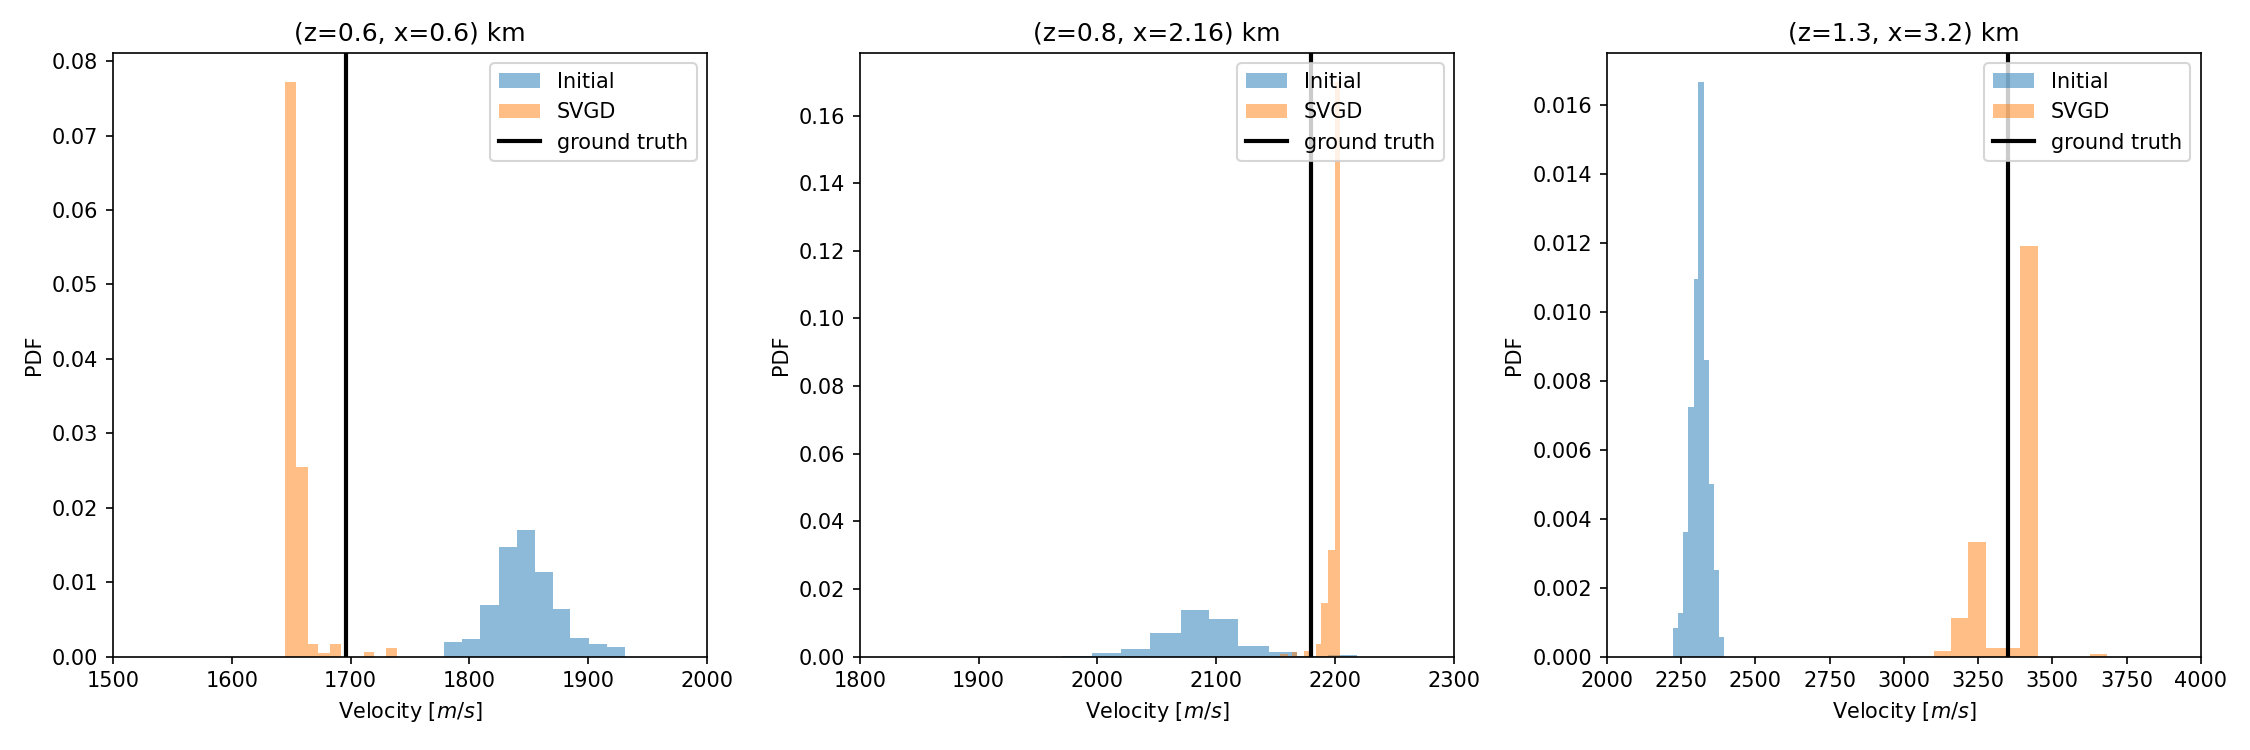 (z=0.6, x=0.6) km
0.08
0.07
0.06
0.05
0.04
0.03
0.02
0.01
0.00
PDF
1500 1600 1700 1800 1900 2000
Velocity [m/s]
Initial
SVGD
ground truth
(z=0.8, x=2.16) km
0.16
0.14
0.12
0.10
0.08
0.06
0.04
0.02
0.00
PDF
1800 1900 2000 2100 2200 2300
Velocity [m/s]
Initial
SVGD
ground truth
(z=1.3, x=3.2) km
0.016
0.014
0.012
0.010
0.008
0.006
0.004
0.002
0.000
PDF
2000 2250 2500 2750 3000 3250 3500 3750 4000
Velocity [m/s]
Initial
SVGD
ground truth